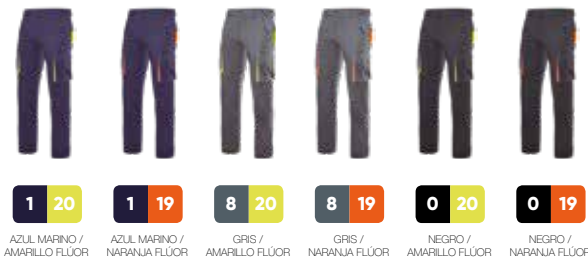 1 20 1 19 8 20 8 19 0 20 0 19
AZUL MARINO / AZUL MARINO / GRIS / GRIS / NEGRO / NEGRO /
AMARILLO FLÚOR NARANJA FLÚOR AMARILLO FLÚOR NARANJA FLÚOR AMARILLO FLÚOR NARANJA FLÚOR